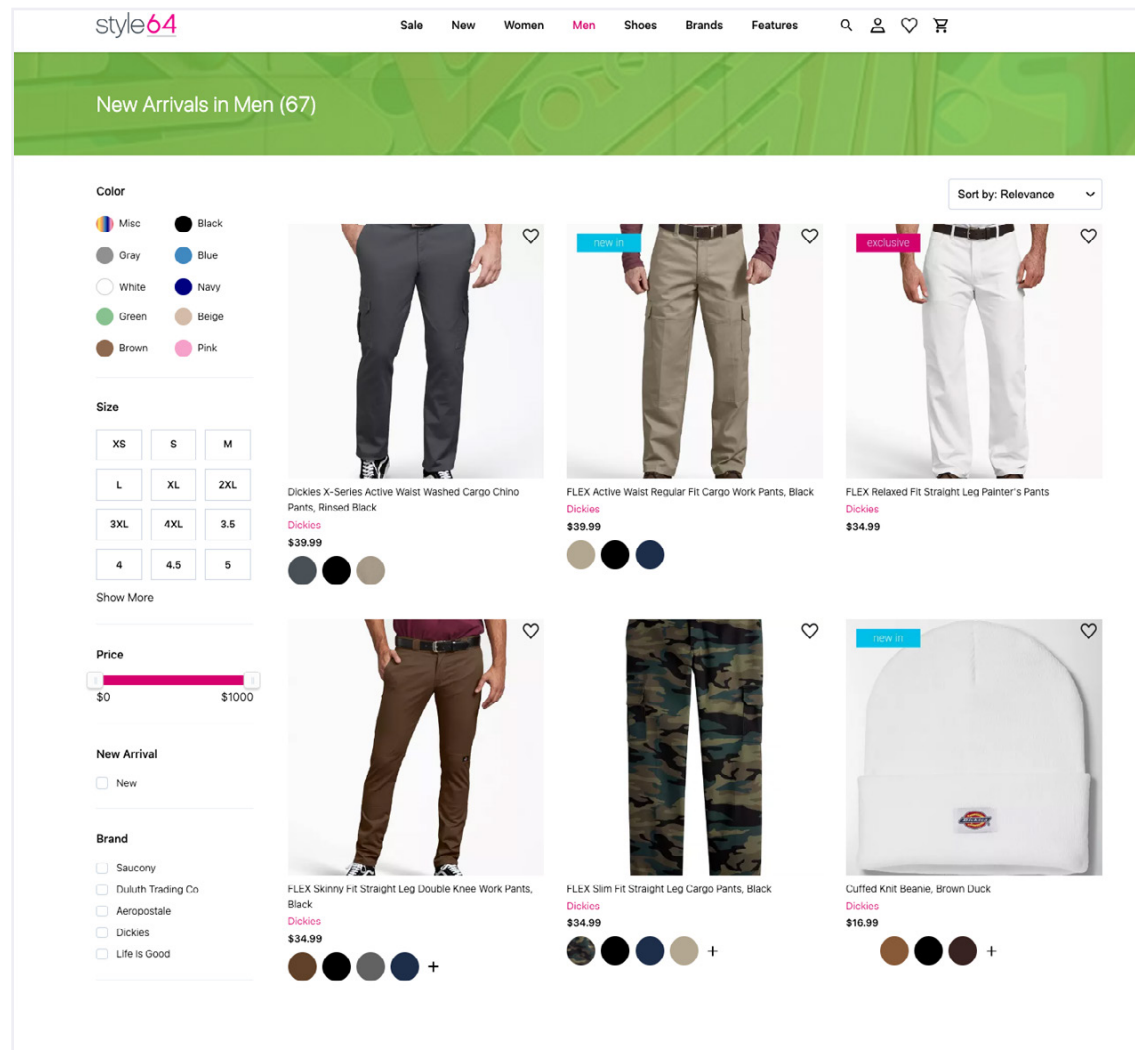 style64
Sale New Women Men Shoes Brands Features
New Arrivals in Men (67)
Color
Misc Black
Gray Blue
White Navy
Green Beige
Brown Pink
Size
XS S M
L XL 2XL
3XL 4XL 3.5
4 4.5 5
Show More
Price
$0 $1000
New Arrival
New
Brand
Saucony
Duluth Trading Co
Aeropostale
Dickies
Life Is Good
Sort by: Relevance
Dickies X-Series Active Waist Washed Cargo Chino
Pants, Rinsed Black
Dickies
$39.99
new in
FLEX Active Waist Regular Fit Cargo Work Pants, Black
Dickies
$39.99
exclusive
FLEX Relaxed Fit Straight Leg Painter's Pants
Dickies
$34.99
FLEX Skinny Fit Straight Leg Double Knee Work Pants,
Black
Dickies
$34.99
+
FLEX Slim Fit Straight Leg Cargo Pants, Black
Dickies
$34.99
+
new in
Dickies
Cuffed Knit Beanie, Brown Duck
Dickies
$16.99
+